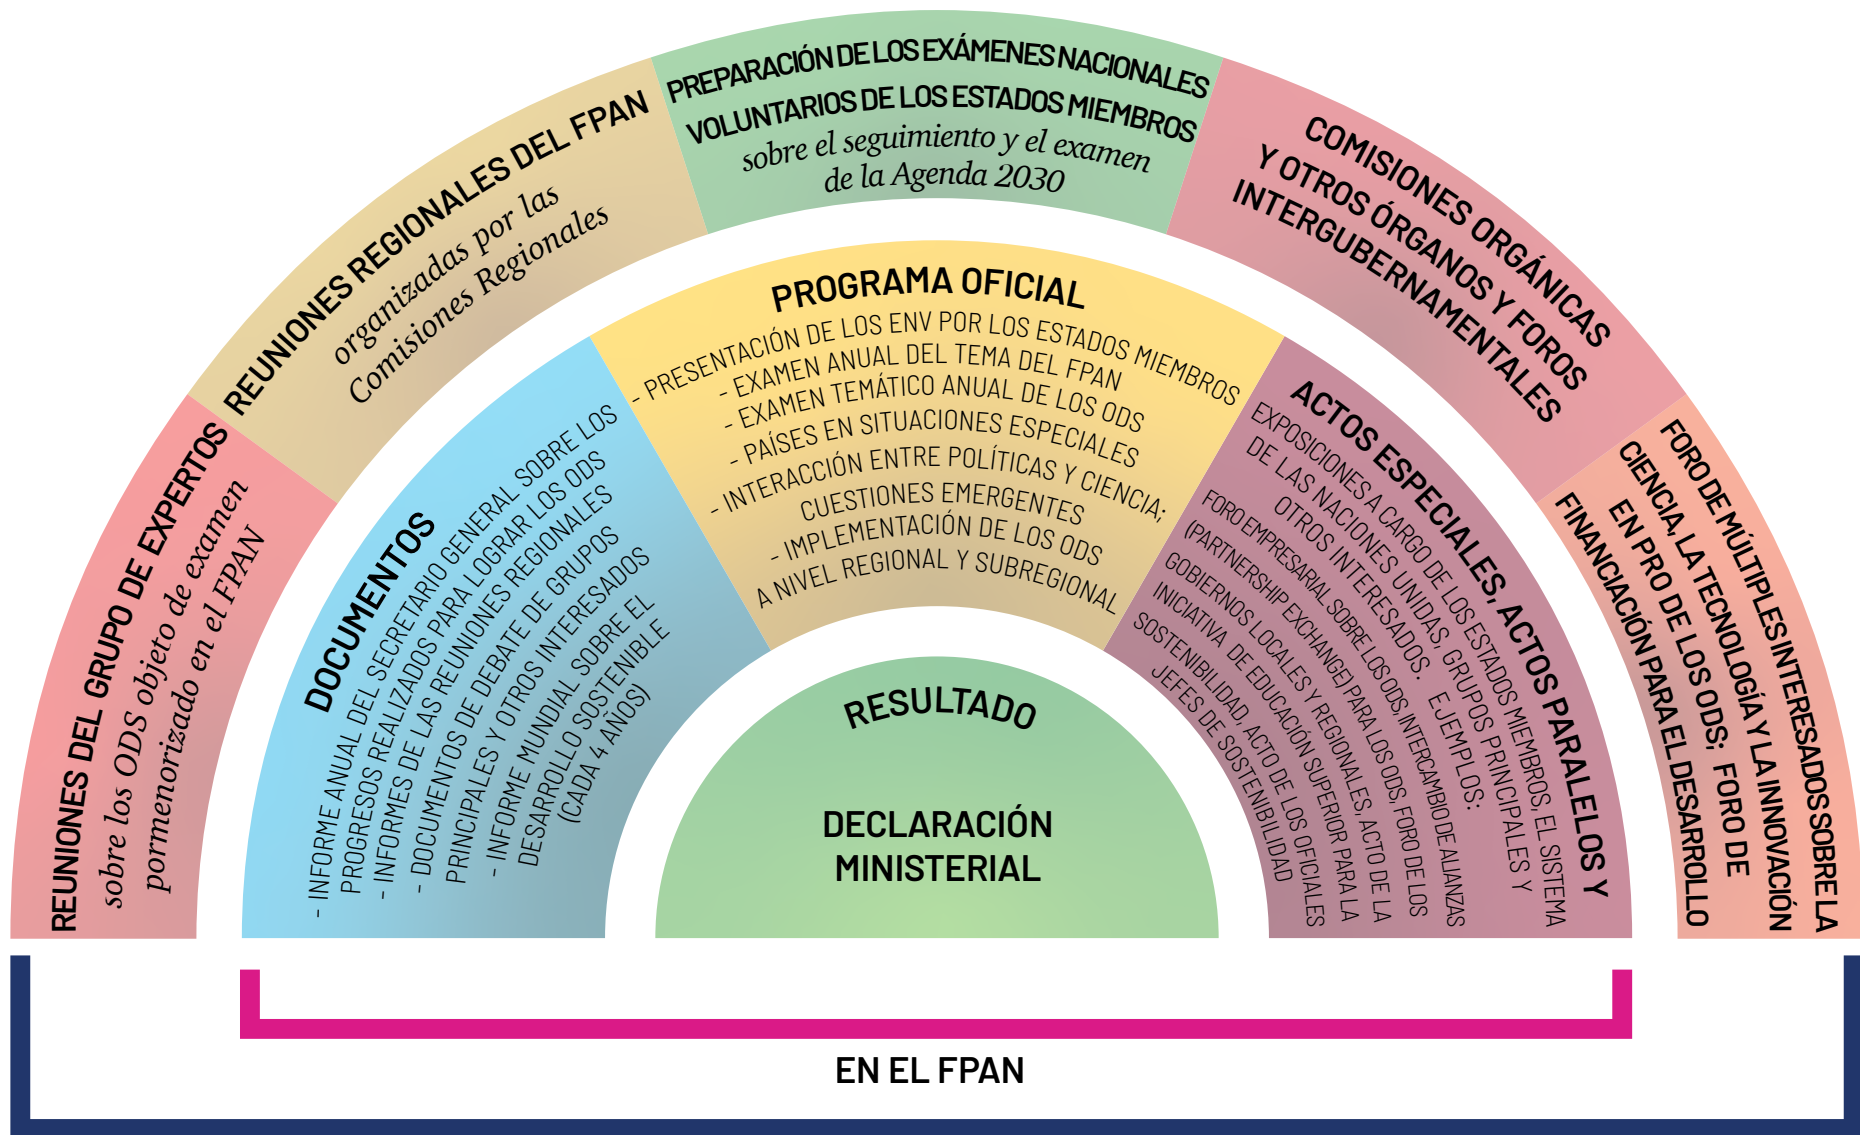 REUNIONES DEL GRUPO DE EXPERTOS
sobre los ODS objeto de examen
pormenorizado en el FPAN
REUNIONES REGIONALES DEL FPAN
organizadas por las
Comisiones Regionales
PREPARACIÓN DE LOS EXÁMENES NACIONALES
VOLUNTARIOS DE LOS ESTADOS MIEMBROS
sobre el seguimiento y el examen
de la Agenda 2030
COMISIONES ORGÁNICAS
Y OTROS ÓRGANOS Y FOROS
INTERGUBERNAMENTALES
FORO DE MÚLTIPLES INTERESADOS SOBRE LA
CIENCIA, LA TECNOLOGÍA Y LA INNOVACIÓN
EN PRO DE LOS ODS; FORO DE
FINANCIACIÓN PARA EL DESARROLLO
DOCUMENTOS
- INFORME ANUAL DEL SECRETARIO GENERAL SOBRE LOS
PROGRESOS REALIZADOS PARA LOGRAR LOS ODS
- INFORMES DE LAS REUNIONES REGIONALES
- DOCUMENTOS DE DEBATE DE GRUPOS
PRINCIPALES Y OTROS INTERESADOS
- INFORME MUNDIAL SOBRE EL
DESARROLLO SOSTENIBLE
(CADA 4 AÑOS)
PROGRAMA OFICIAL
- PRESENTACIÓN DE LOS ENV POR LOS ESTADOS MIEMBROS
- EXAMEN ANUAL DEL TEMA DEL FPAN
- EXAMEN TEMÁTICO ANUAL DE LOS ODS
- PAÍSES EN SITUACIONES ESPECIALES
- INTERACCIÓN ENTRE POLÍTICAS Y CIENCIA;
CUESTIONES EMERGENTES
- IMPLEMENTACIÓN DE LOS ODS
A NIVEL REGIONAL Y SUBREGIONAL
ACTOS ESPECIALES, ACTOS PARALELOS Y
EXPOSICIONES A CARGO DE LOS ESTADOS MIEMBROS, EL SISTEMA
DE LAS NACIONES UNIDAS, GRUPOS PRINCIPALES Y
OTROS INTERESADOS. EJEMPLOS:
FORO EMPRESARIAL SOBRE LOS ODS, INTERCAMBIO DE ALIANZAS
(PARTNERSHIP EXCHANGE) PARA LOS ODS, FORO DE LOS
GOBIERNOS LOCALES Y REGIONALES, ACTO DE LA
INICIATIVA DE EDUCACIÓN SUPERIOR PARA LA
SOSTENIBILIDAD, ACTO DE LOS OFICIALES
JEFES DE SOSTENIBILIDAD
RESULTADO
DECLARACIÓN
MINISTERIAL
EN EL FPAN